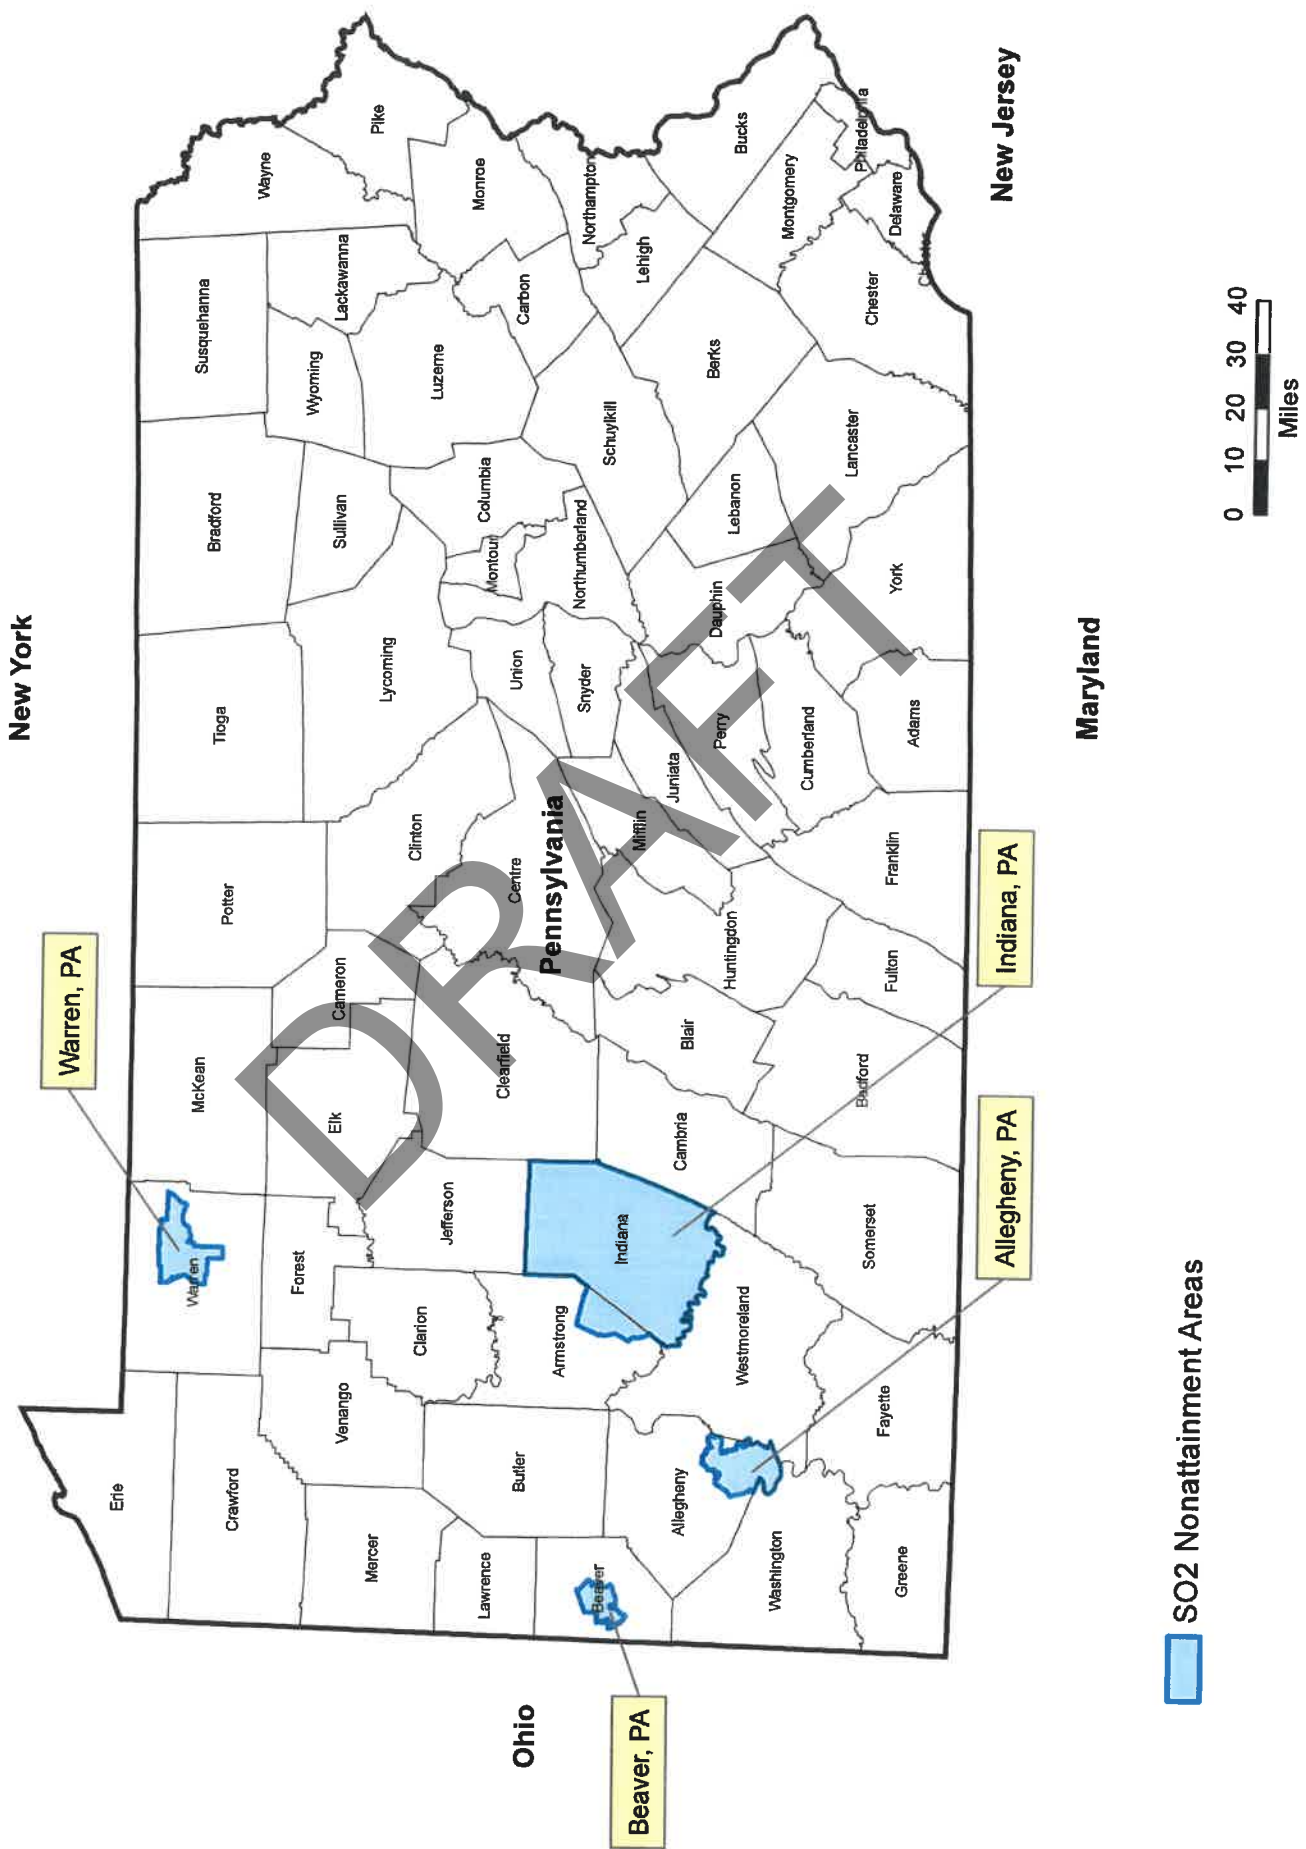 New York
Warren, PA
Erie
Crawford
Warren
McKean
Potter
Tioga
Bradford
Susquehanna
Wayne
Pike
Mercer
Venango
Forest
Elk
Cameron
Clinton
Lycoming
Sullivan
Wyoming
Lackawanna
Luzerne
Monroe
Lawrence
Butler
Clarion
Jefferson
Clearfield
Centre
Union
Montour
Columbia
Carbon
Northampton
Ohio
Pennsylvania
Beaver
Armstrong
Indiana
Snyder
Northumberland
Schuylkill
Lehigh
Beaver, PA
Allegheny
Westmoreland
Cambria
Blair
Huntingdon
Mifflin
Juniata
Perry
Dauphin
Lebanon
Berks
Bucks
Montgomery
Washington
Somerset
Bedford
Fulton
Franklin
Cumberland
Adams
York
Lancaster
Chester
Delaware
Philadelphia
Chester
Greene
Fayette
DRAFT
Allegheny, PA
Indiana, PA
Maryland
New Jersey
SO2 Nonattainment Areas
0 10 20 30 40
Miles